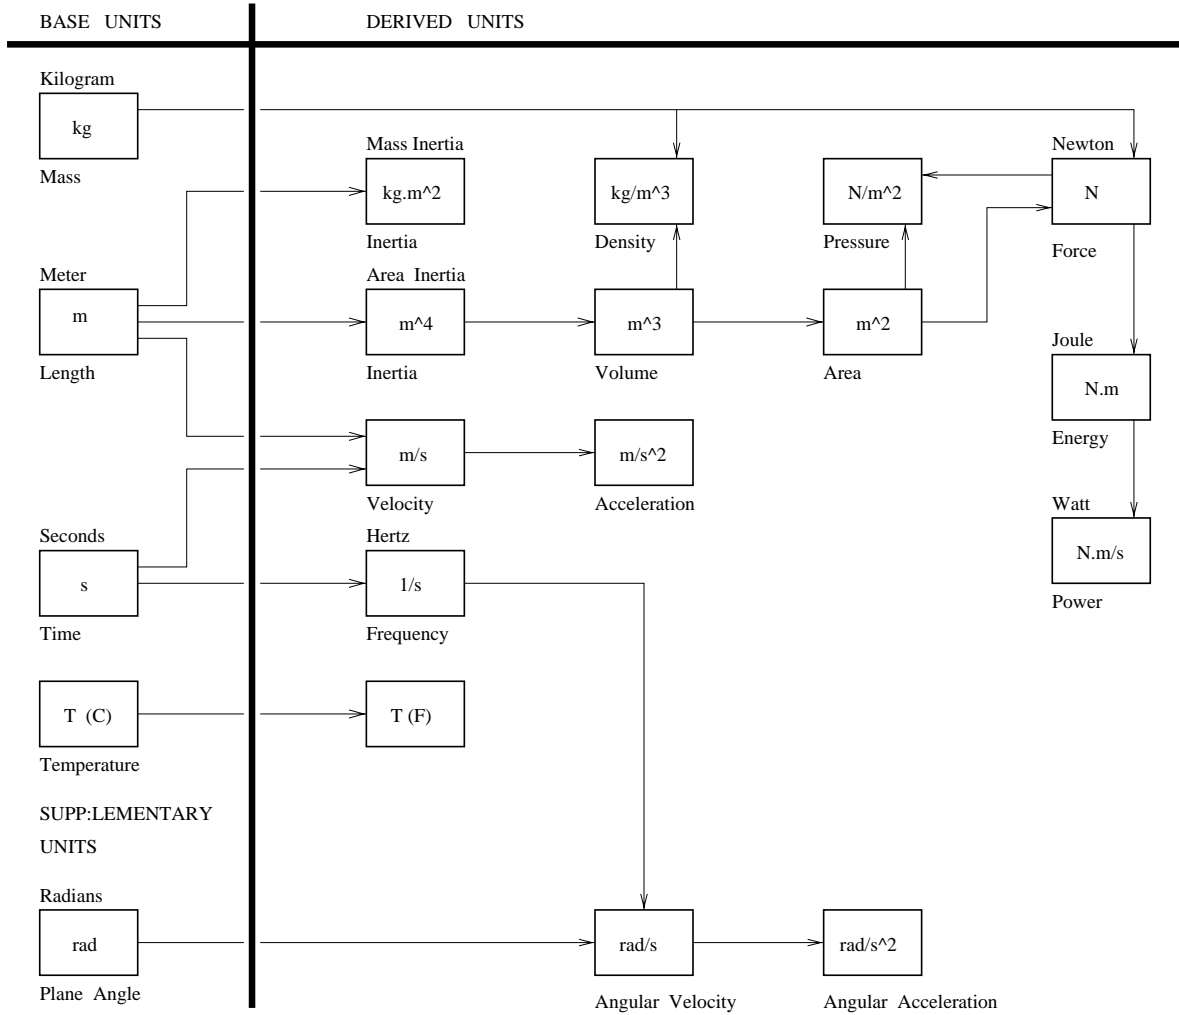 BASE UNITS
DERIVED UNITS
Kilogram
kg
Mass
Mass Inertia
kg.m^2
Inertia
kg/m^3
Density
N/m^2
Pressure
Newton
N
Force
Meter
m
Length
Area Inertia
m^4
Inertia
m^3
Volume
m^2
Area
Joule
N.m
Energy
m/s
Velocity
m/s^2
Acceleration
Watt
N.m/s
Power
Seconds
s
Time
Hertz
1/s
Frequency
T (C)
Temperature
T (F)
SUPP:LEMENTARY
UNITS
Radians
rad
Plane Angle
rad/s
Angular Velocity
rad/s^2
Angular Acceleration